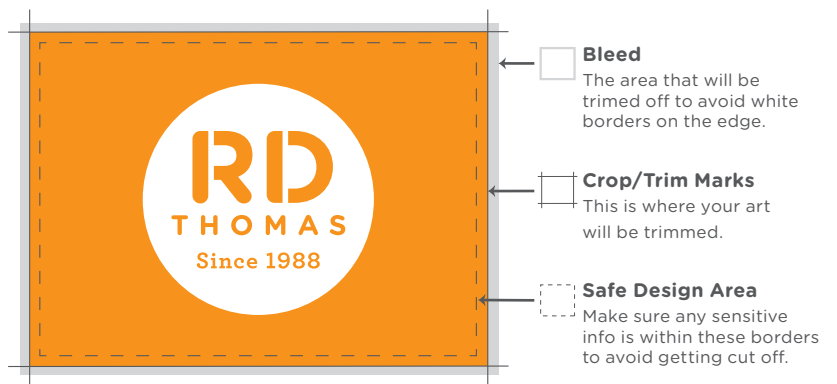 RD
THOMAS
Since 1988
Bleed
The area that will be
trimed off to avoid white
borders on the edge.
Crop/Trim Marks
This is where your art
will be trimmed.
Safe Design Area
Make sure any sensitive
info is within these borders
to avoid getting cut off.